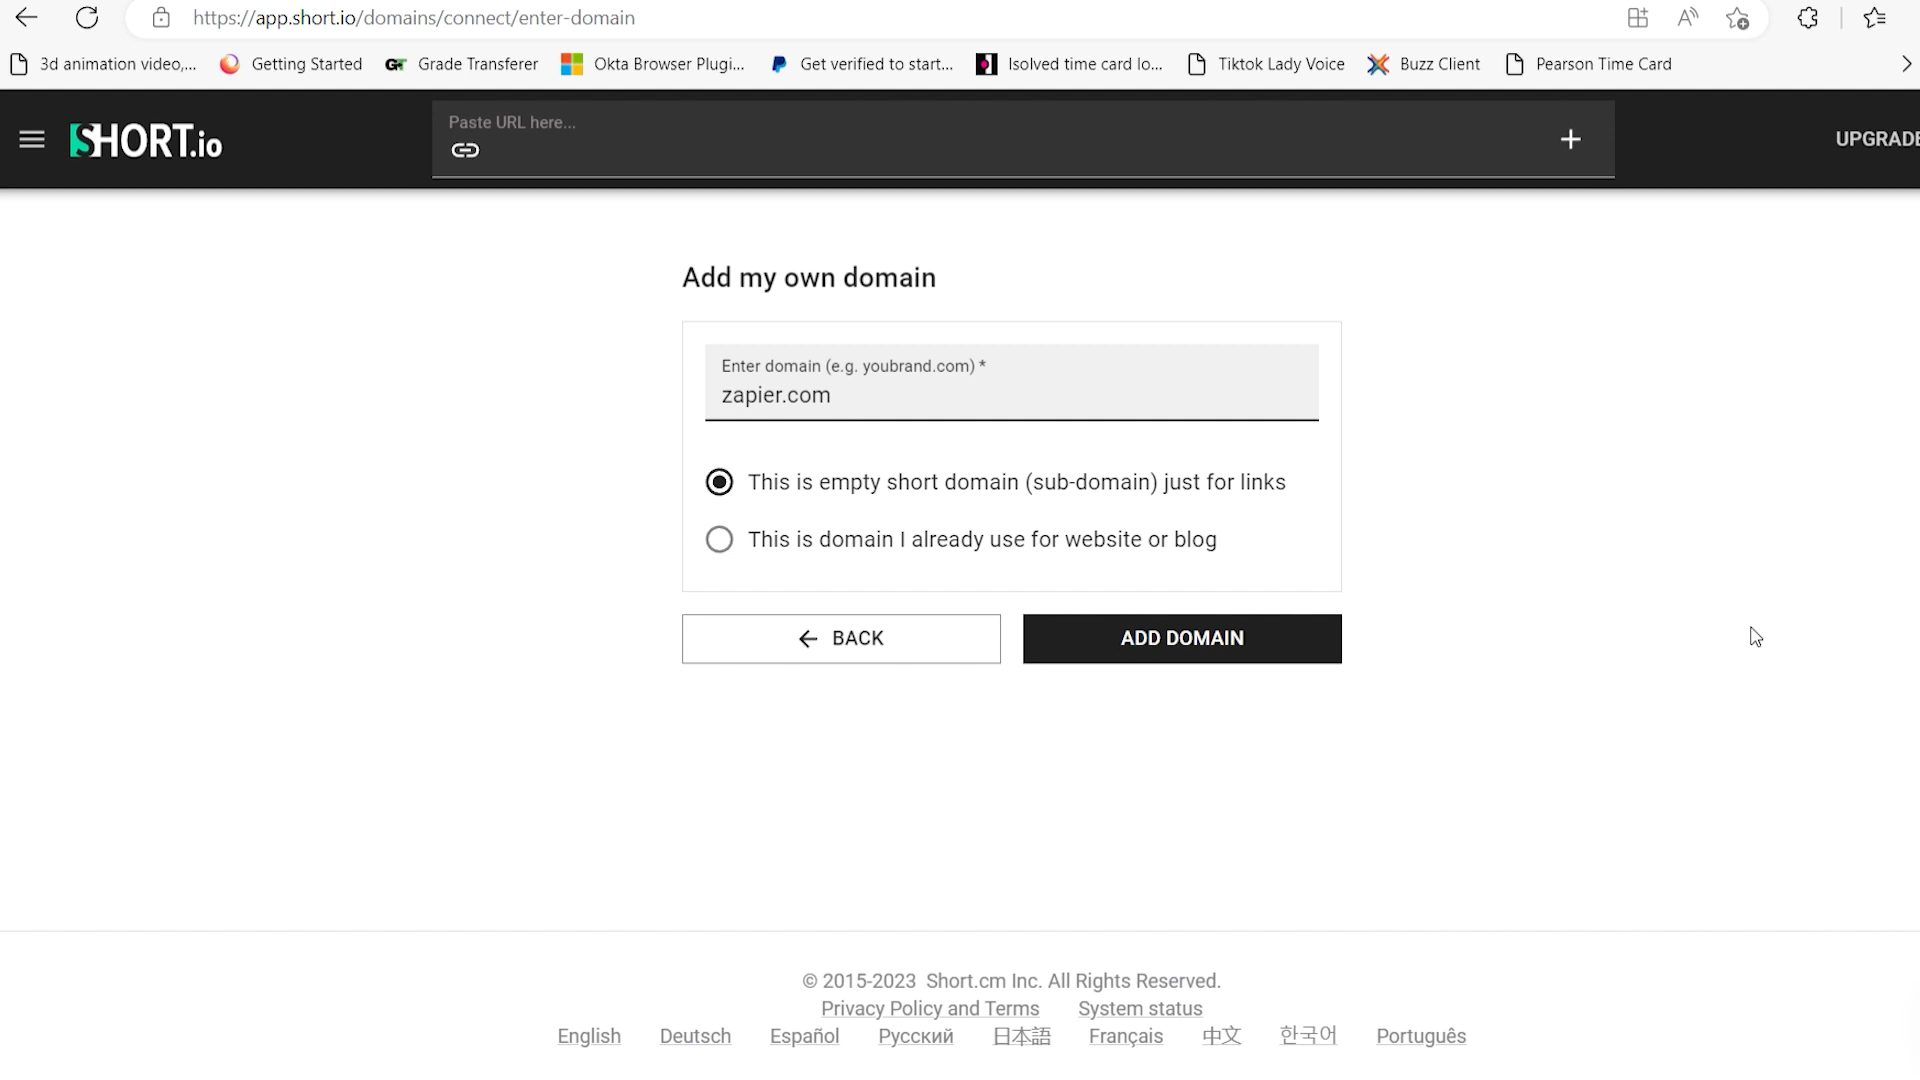 https://app.short.io/domains/connect/enter-domain
3d animation video,... Getting Started GT Grade Transferer Okta Browser Plugi... Get verified to start... Isolved time card lo... Tiktok Lady Voice Buzz Client Pearson Time Card
SHORT.io
Paste URL here...
UPGRADE
Add my own domain
Enter domain (e.g. youbrand.com) *
zapier.com
This is empty short domain (sub-domain) just for links
This is domain I already use for website or blog
BACK ADD DOMAIN
© 2015-2023 Short.cm Inc. All Rights Reserved.
Privacy Policy and Terms System status
English Deutsch Español Русский 日本語 Français 中文 한국어 Português